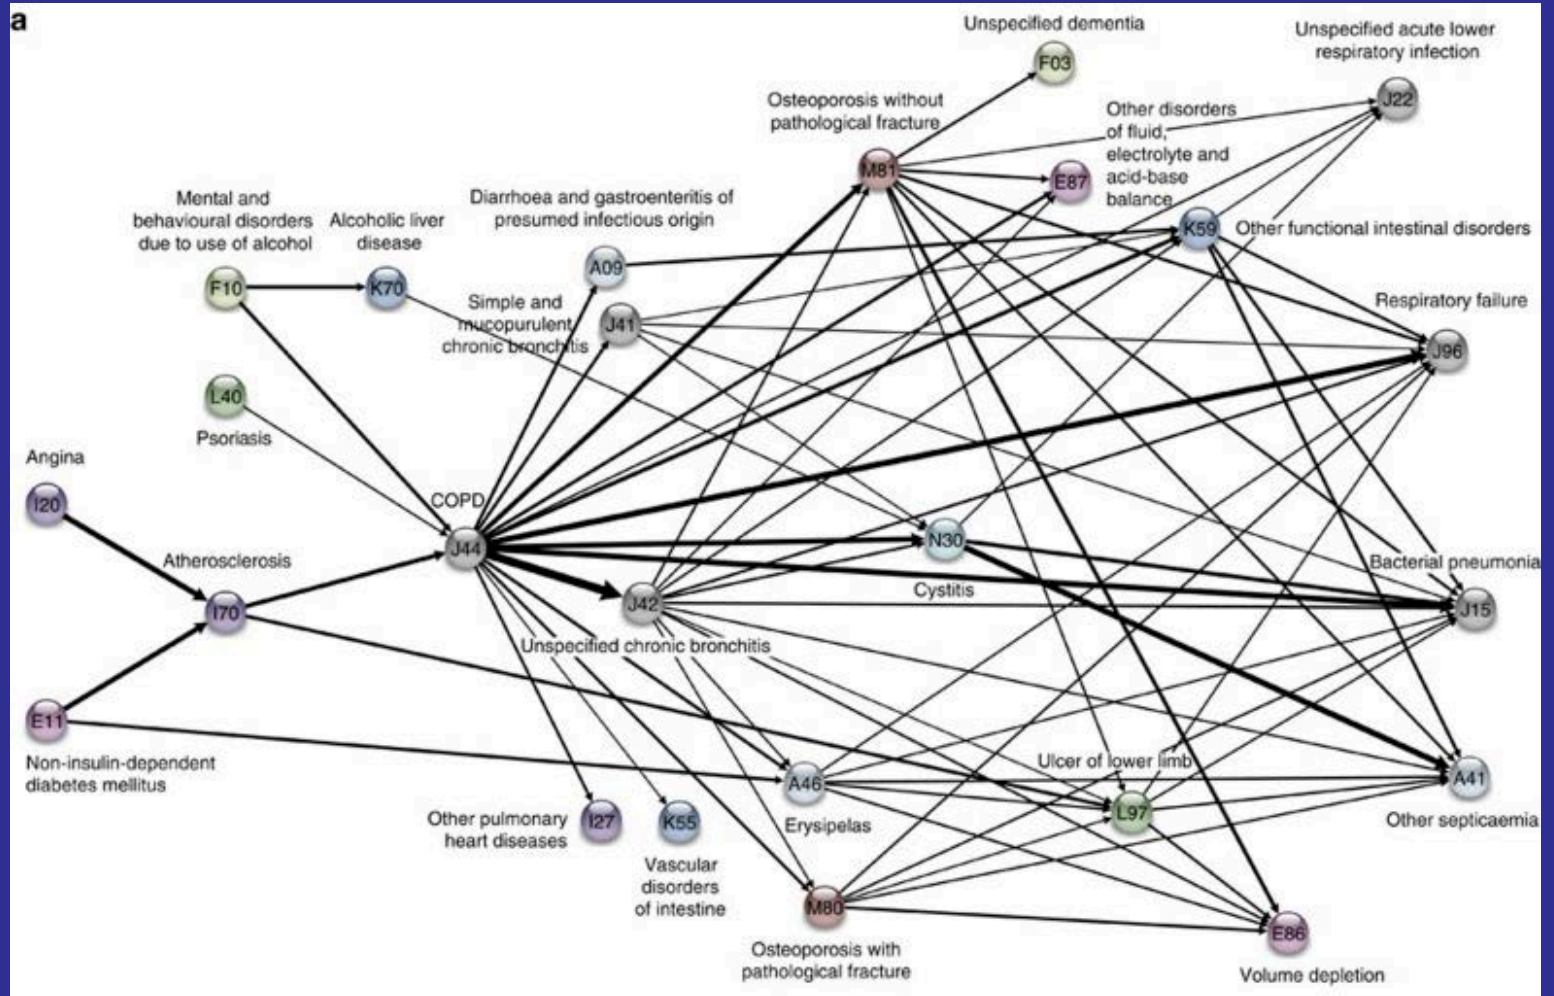 a
Unspecified dementia
F03
Unspecified acute lower
respiratory infection
J22
Osteoporosis without
pathological fracture
M81
Other disorders
of fluid,
electrolyte and
acid-base
balance
E87
Mental and
behavioural disorders
due to use of alcohol
F10
Alcoholic liver
disease
K70
Diarrhoea and gastroenteritis of
presumed infectious origin
A09
K59
Other functional intestinal disorders
Simple and
mucopurulent
chronic bronchitis
J41
Respiratory failure
J96
L40
Psoriasis
Angina
I20
COPD
J44
Atherosclerosis
I70
N30
Cystitis
Bacterial pneumonia
J15
J42
Unspecified chronic bronchitis
E11
Non-insulin-dependent
diabetes mellitus
Other pulmonary
heart diseases
I27
K55
Vascular
disorders
of intestine
A46
Erysipelas
Ulcer of lower limb
L97
A41
Other septicaemia
M80
Osteoporosis with
pathological fracture
E86
Volume depletion